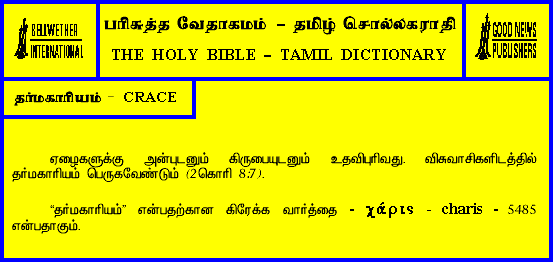 BELLWETHER
INTERNATIONAL
பரிசுத்த வேதாகமம் – தமிழ் சொல்லகராதி
THE HOLY BIBLE – TAMIL DICTIONARY
GOOD NEWS
PUBLISHERS
தர்மகாரியம் – CRACE
ஏழைகளுக்கு அன்புடனும் கிருபையுடனும் உதவிபுரிவது. விசுவாசிகளிடத்தில்
தர்மகாரியம் பெருகவேண்டும் (2கொரி 8:7).
“தர்மகாரியம்” என்பதற்கான கிரேக்க வார்த்தை - χάρις - charis - 5485
என்பதாகும்.